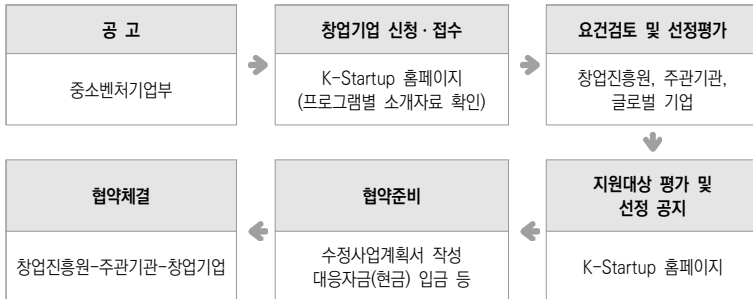 공 고
중소벤처기업부
창업기업 신청·접수
K-Startup 홈페이지
(프로그램별 소개자료 확인)
요건검토 및 선정평가
창업진흥원, 주관기관,
글로벌 기업
지원대상 평가 및
선정 공지
K-Startup 홈페이지
협약준비
수정사업계획서 작성
대응자금(현금) 입금 등
협약체결
창업진흥원-주관기관-창업기업